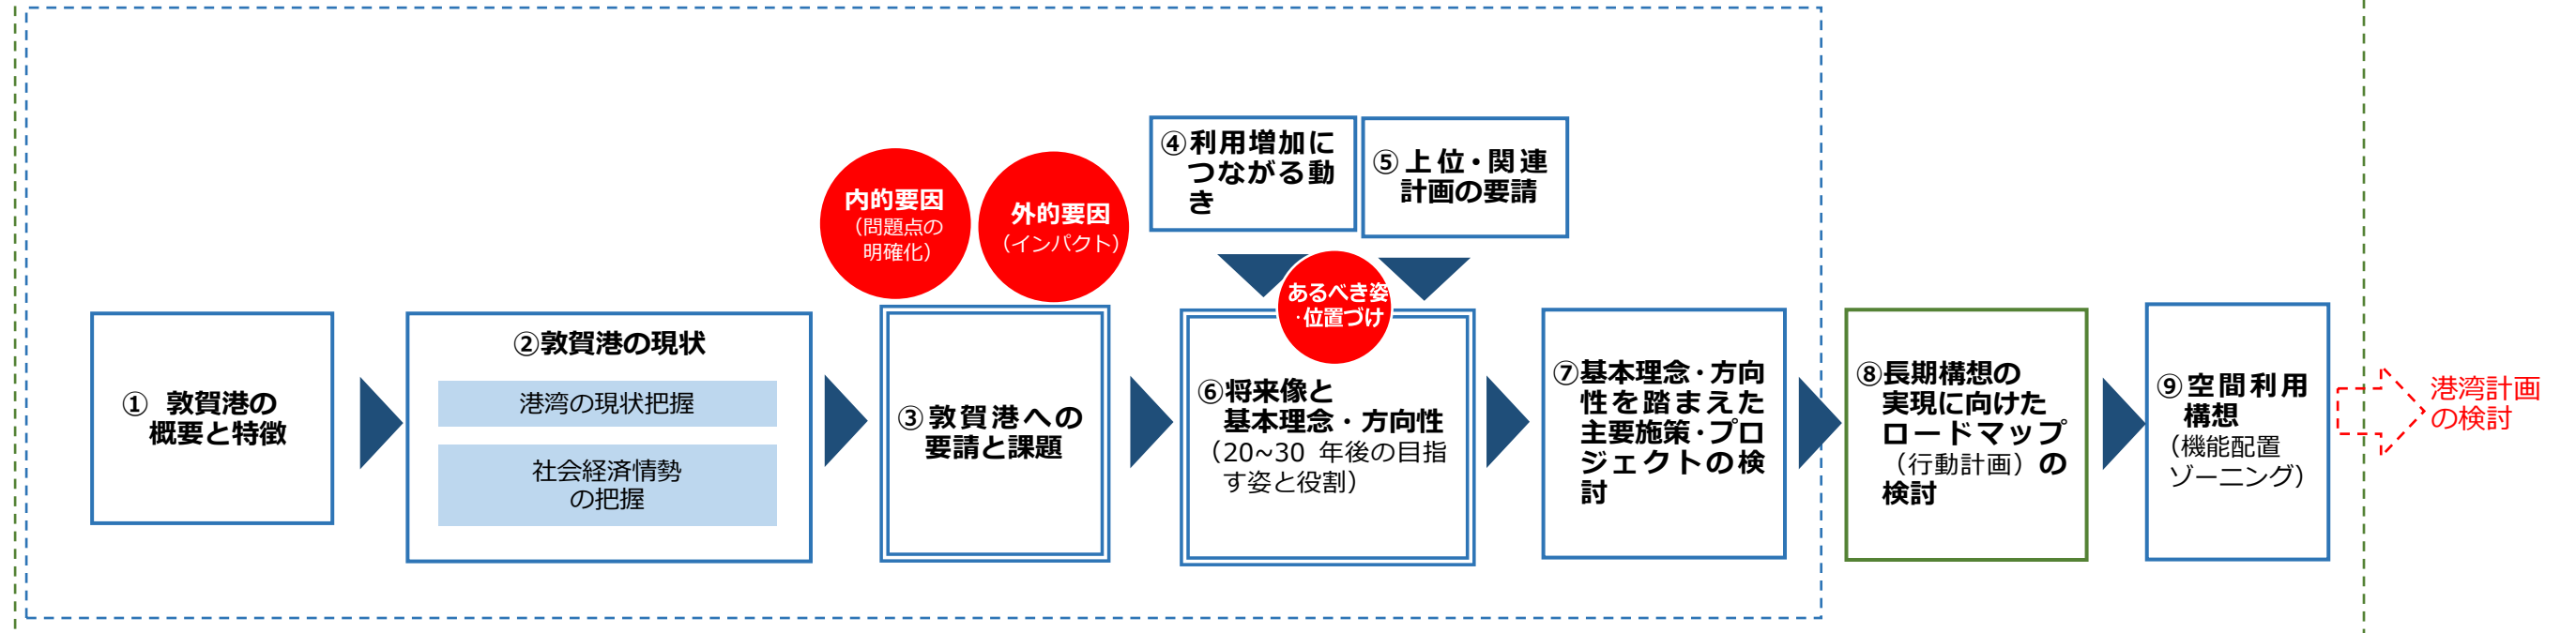 ① 敦賀港の
概要と特徴
②敦賀港の現状
港湾の現状把握
社会経済情勢
の把握
内的要因
（問題点の
明確化）
外的要因
（インパクト）
③敦賀港への
要請と課題
④利用増加に
つながる動
き
⑤上位・関連
計画の要請
あるべき姿
・位置づけ
⑥将来像と
基本理念・方向性
（20~30 年後の目指
す姿と役割）
⑦基本理念・方向
性を踏まえた
主要施策・プロ
ジェクトの検
討
⑧長期構想の
実現に向けた
ロードマップ
（行動計画）の
検討
⑨空間利用
構想
（機能配置
ゾーニング）
港湾計画
の検討